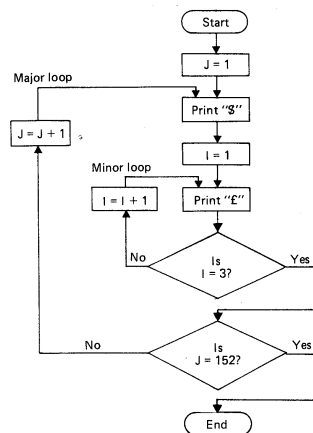 Start
J = 1
Major loop
Print "$"
J = J + 1
I = 1
Minor loop
I = I + 1
Print "£"
No
Is
I = 3?
Yes
No
Is
J = 152?
Yes
End